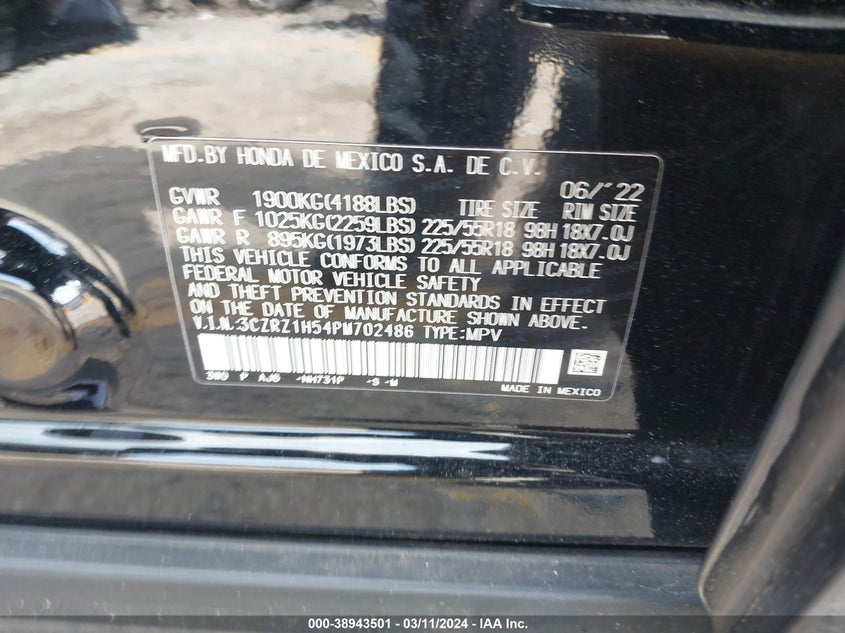 MFD.BY HONDA DE MEXICO S.A. DE C.V.
06/'22
GVWR 1900KG(4188LBS) TIRE SIZE RIM SIZE
GAWR F 1025KG(2259LBS) 225/55R18 98H 18X7.0J
GAWR R 895KG(1973LBS) 225/55R18 98H 18X7.0J
THIS VEHICLE CONFORMS TO ALL APPLICABLE
FEDERAL MOTOR VEHICLE SAFETY
AND THEFT PREVENTION STANDARDS IN EFFECT
ON THE DATE OF MANUFACTURE SHOWN ABOVE.
V.I.N.:3CZRZ1H54PM702486 TYPE:MPV
P -NH731P -S -M
MADE IN MEXICO
000-38943501 - 03/11/2024 - IAA Inc.